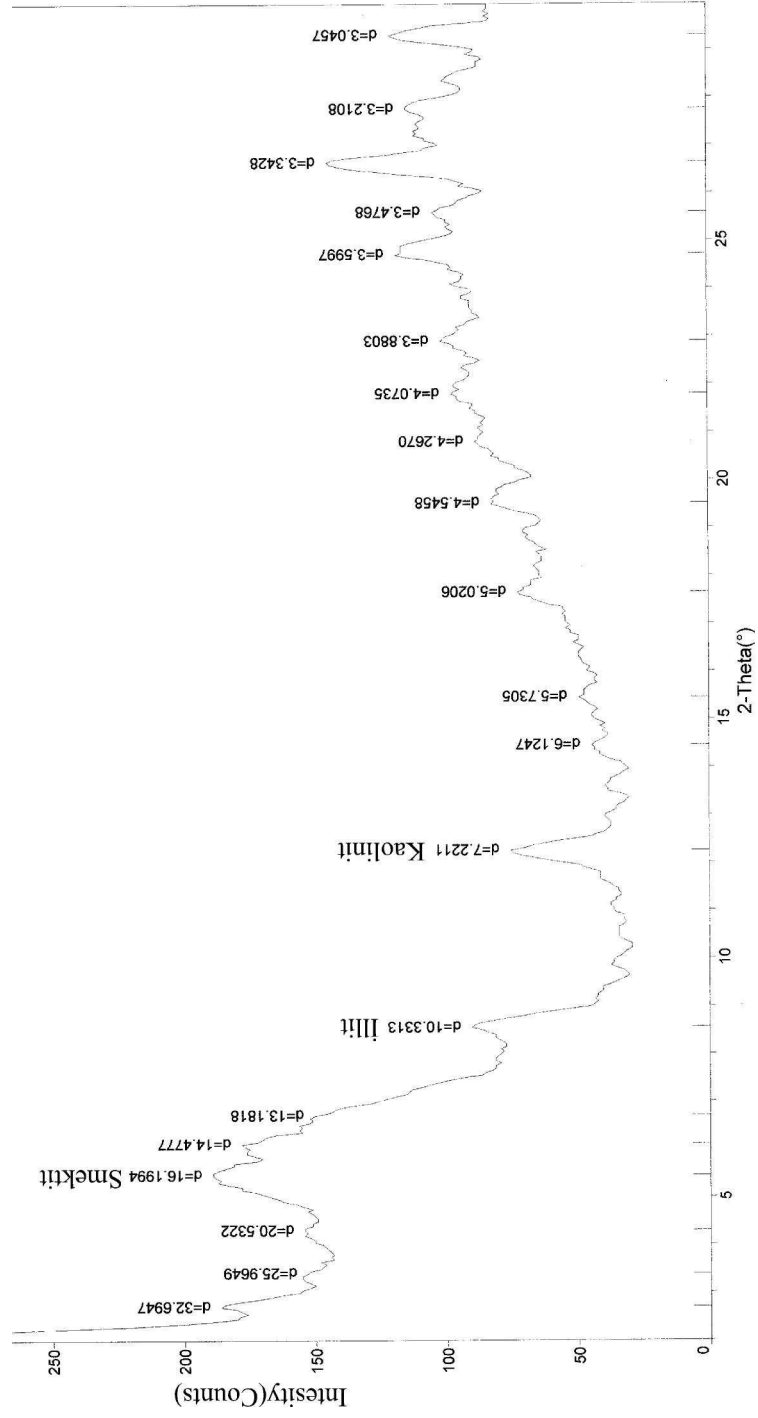 Intesity(Counts)
250
200
150
100
50
0
d=32.6947
d=25.9649
d=20.5322
d=16.1994 Smektit
d=14.4777
d=13.1818
d=10.3313 illit
d=7.2211 Kaolinit
d=6.1247
d=5.7305
d=5.0206
d=4.5458
d=4.2670
d=4.0735
d=3.8803
d=3.5997
d=3.4768
d=3.3428
d=3.2108
d=3.0457
5
10
15
20
25
2-Theta(°)